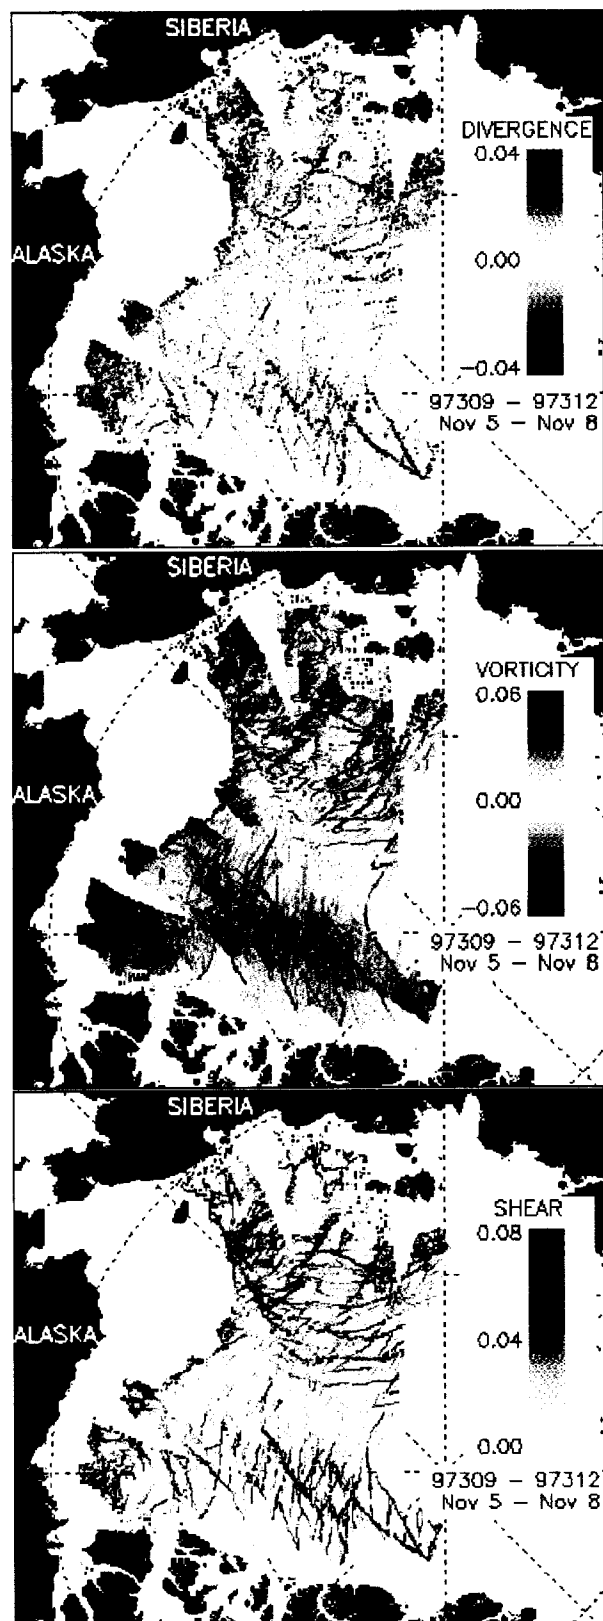 SIBERIA
DIVERGENCE
0.04
ALASKA
0.00
-0.04
97309 - 97312
Nov 5 - Nov 8
SIBERIA
VORTICITY
0.06
ALASKA
0.00
-0.06
97309 - 97312
Nov 5 - Nov 8
SIBERIA
SHEAR
0.08
ALASKA
0.04
0.00
97309 - 97312
Nov 5 - Nov 8